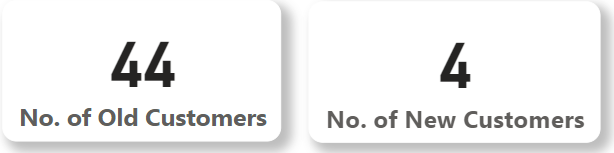 44
No. of Old Customers
4
No. of New Customers